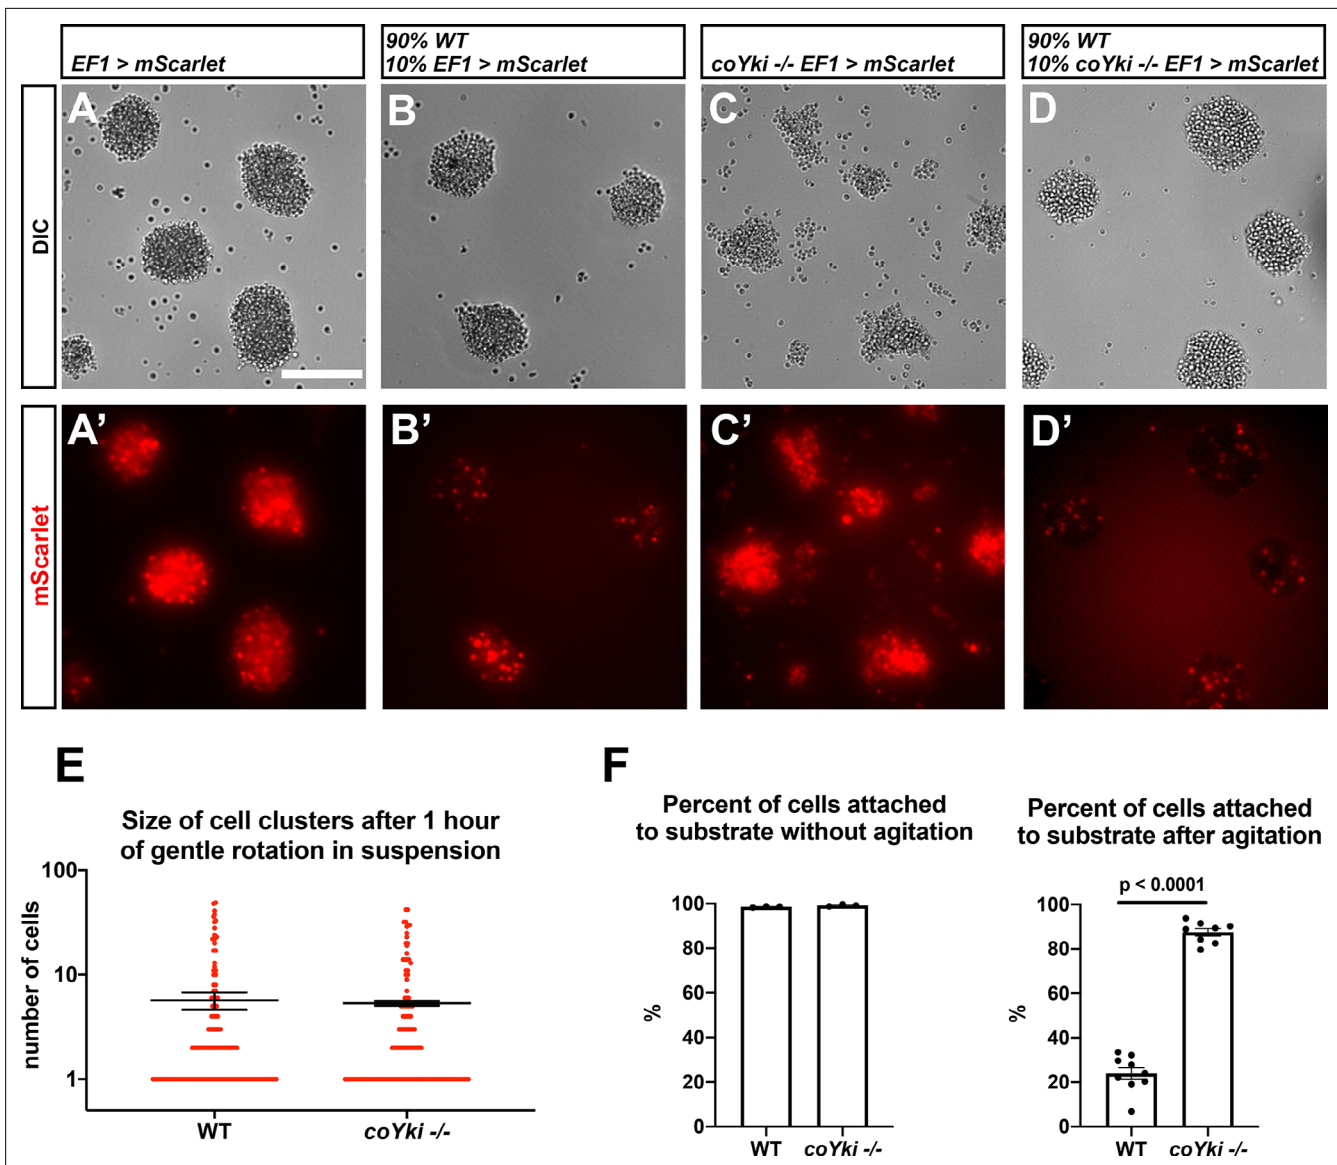 EF1 > mScarlet
90% WT
10% EF1 > mScarlet
coYki -/- EF1 > mScarlet
90% WT
10% coYki -/- EF1 > mScarlet
DIC
A
B
C
D
mScarlet
A’
B’
C’
D’
E
Size of cell clusters after 1 hour
of gentle rotation in suspension
number of cells
100
10
1
WT
coYki -/-
F
Percent of cells attached
to substrate without agitation
%
100
80
60
40
20
0
WT
coYki -/-
Percent of cells attached
to substrate after agitation
p < 0.0001
%
100
80
60
40
20
0
WT
coYki -/-